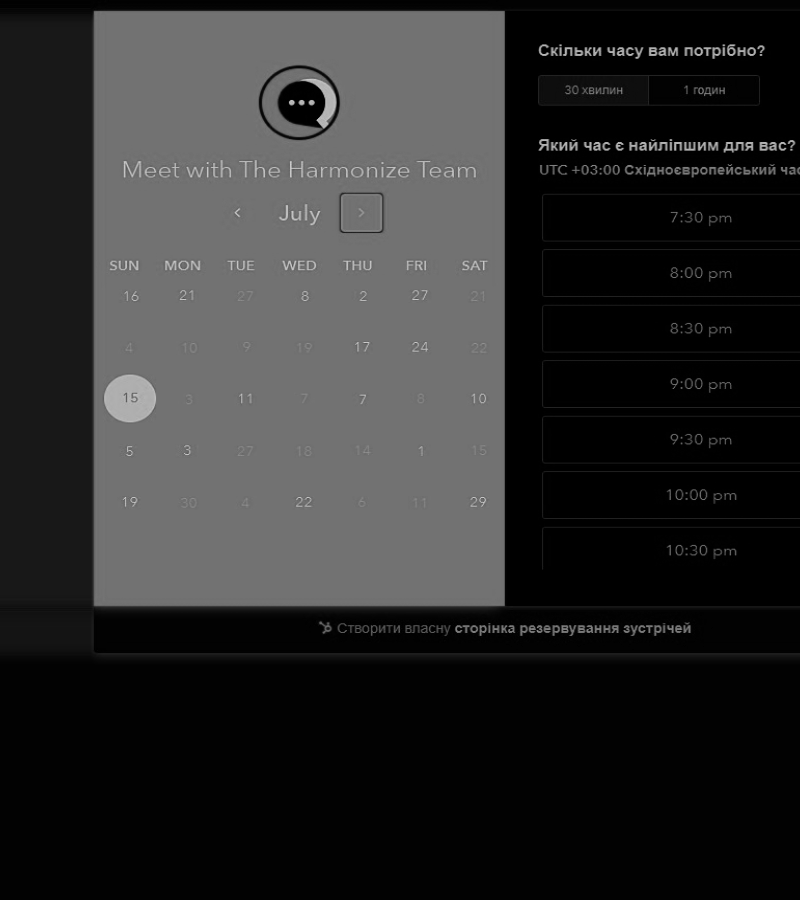 Meet with The Harmonize Team
July
SUN MON TUE WED THU FRI SAT
16 21 27 8 2 27 21
4 10 9 19 17 24 22
15 3 11 7 7 8 10
5 3 27 18 14 1 15
19 30 4 22 6 11 29
Скільки часу вам потрібно?
30 хвилин 1 годин
Який час є найліпшим для вас?
UTC +03:00 Східноєвропейський час
7:30 pm
8:00 pm
8:30 pm
9:00 pm
9:30 pm
10:00 pm
10:30 pm
Створити власну сторінка резервування зустрічей